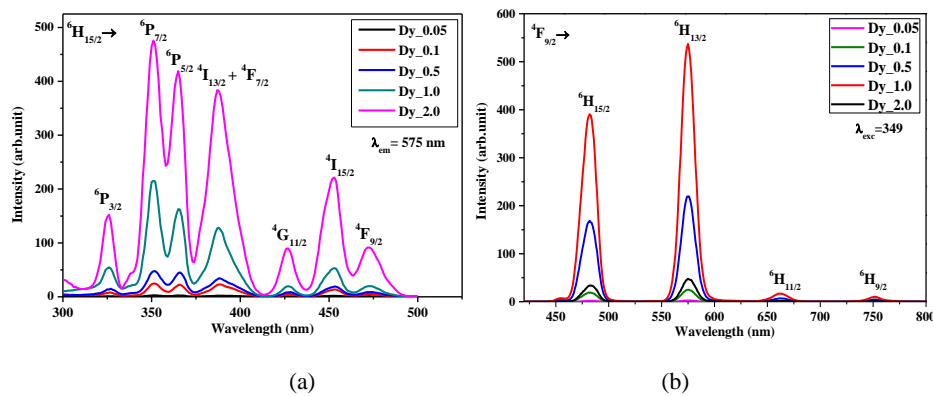 ⁶H₁₅/₂→
⁶P₃/₂
⁶P₇/₂
⁶P₅/₂
⁴I₁₃/₂ + ⁴F₇/₂
⁴G₁₁/₂
⁴I₁₅/₂
⁴F₉/₂
Dy_0.05
Dy_0.1
Dy_0.5
Dy_1.0
Dy_2.0
λem= 575 nm
500
400
300
200
100
0
Intensity (arb.unit)
300 350 400 450 500
Wavelength (nm)
(a)
⁴F₉/₂→
⁶H₁₅/₂
⁶H₁₃/₂
⁶H₁₁/₂
⁶H₉/₂
Dy_0.05
Dy_0.1
Dy_0.5
Dy_1.0
Dy_2.0
λexc=349
600
500
400
300
200
100
0
Intensity (arb.unit)
450 500 550 600 650 700 750 800
Wavelength (nm)
(b)